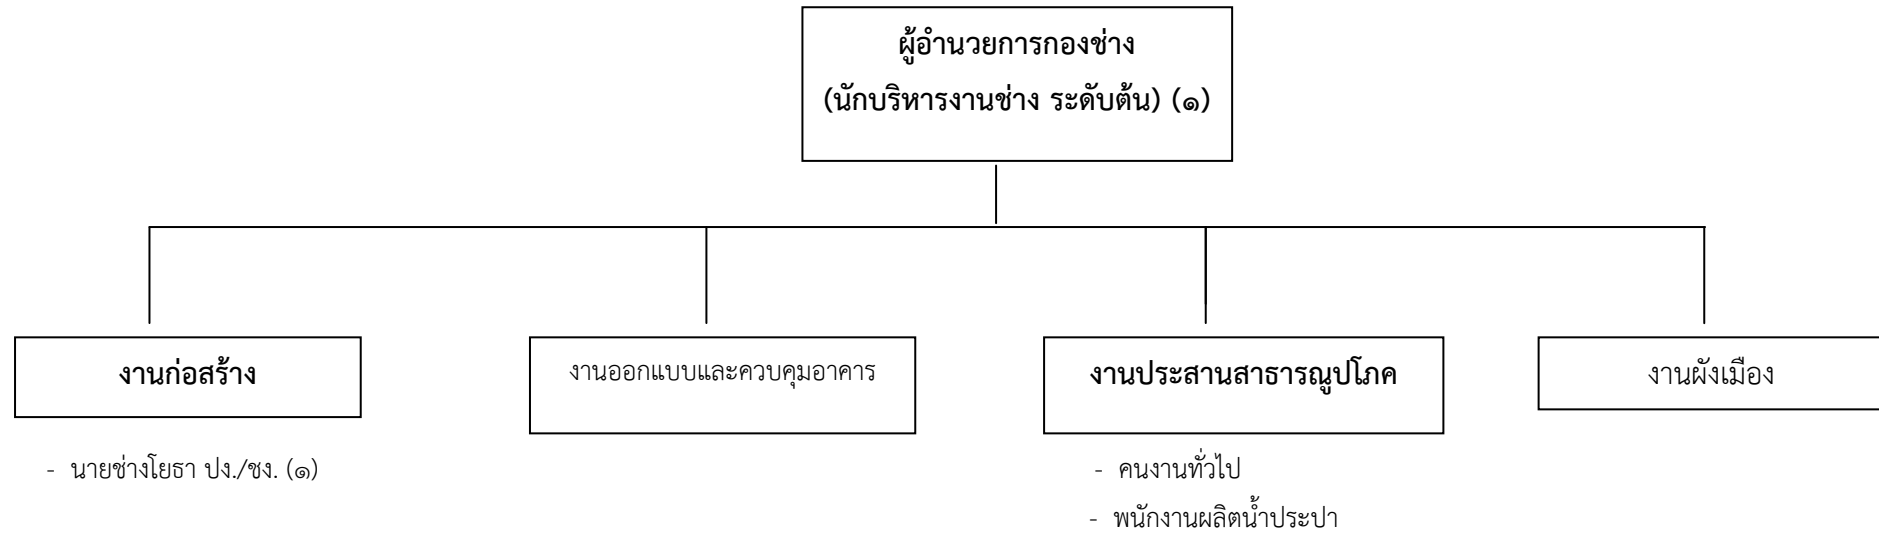 ผู้อำนวยการกองช่าง
(นักบริหารงานช่าง ระดับต้น) (๑)
งานก่อสร้าง
งานออกแบบและควบคุมอาคาร
งานประสานสาธารณูปโภค
งานผังเมือง
- นายช่างโยธา ปง./ชง. (๑)
- คนงานทั่วไป
- พนักงานผลิตน้ำประปา